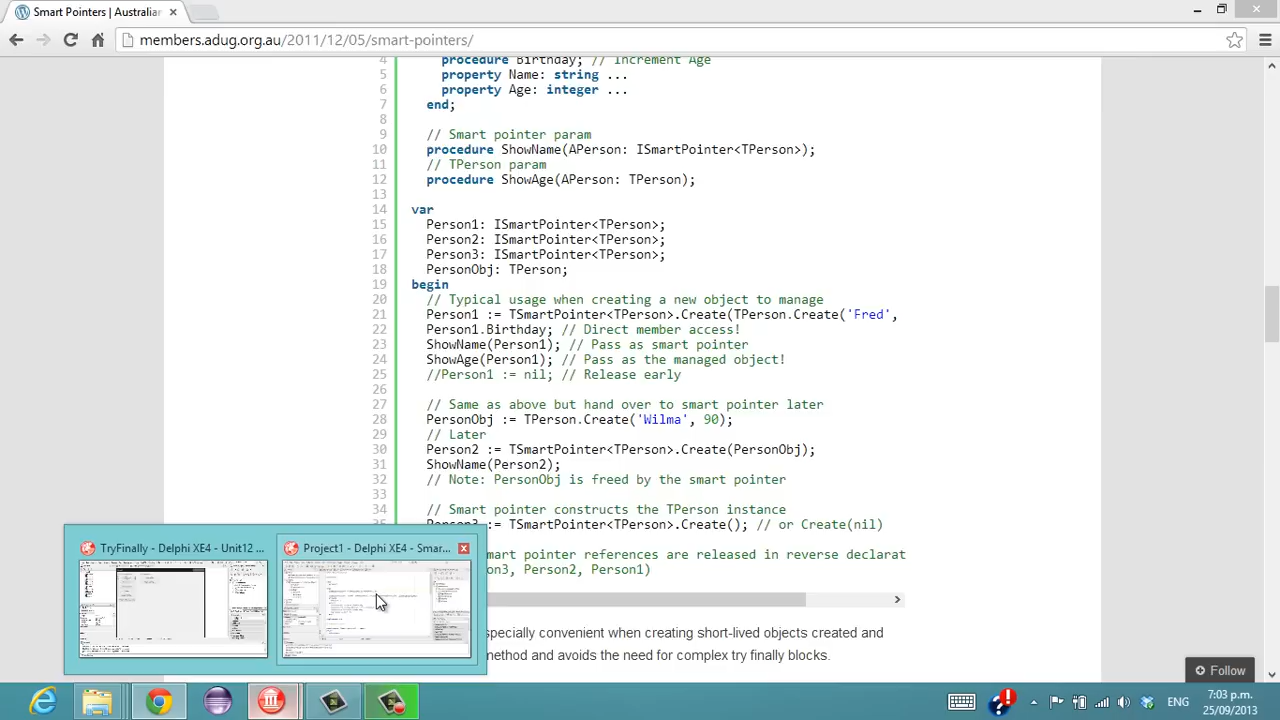 Smart Pointers | Australian
members.adug.org.au/2011/12/05/smart-pointers/
4 procedure Birthday; // Increment Age
5 property Name: string ...
6 property Age: integer ...
7 end;
8
9 // Smart pointer param
10 procedure ShowName(APerson: ISmartPointer<TPerson>);
11 // TPerson param
12 procedure ShowAge(APerson: TPerson);
13
14 var
15 Person1: ISmartPointer<TPerson>;
16 Person2: ISmartPointer<TPerson>;
17 Person3: ISmartPointer<TPerson>;
18 PersonObj: TPerson;
19 begin
20 // Typical usage when creating a new object to manage
21 Person1 := TSmartPointer<TPerson>.Create(TPerson.Create('Fred',
22 Person1.Birthday; // Direct member access!
23 ShowName(Person1); // Pass as smart pointer
24 ShowAge(Person1); // Pass as the managed object!
25 //Person1 := nil; // Release early
26
27 // Same as above but hand over to smart pointer later
28 PersonObj := TPerson.Create('Wilma', 90);
29 // Later
30 Person2 := TSmartPointer<TPerson>.Create(PersonObj);
31 ShowName(Person2);
32 // Note: PersonObj is freed by the smart pointer
33
34 // Smart pointer constructs the TPerson instance
35 Person3 := TSmartPointer<TPerson>.Create(); // or Create(nil)
mart pointer references are released in reverse declarat
on3, Person2, Person1)
specially convenient when creating short-lived objects created and
method and avoids the need for complex try finally blocks.
TryFinally - Delphi XE4 - Unit12 ...
Project1 - Delphi XE4 - Smar...
Follow
ENG
7:03 p.m.
25/09/2013